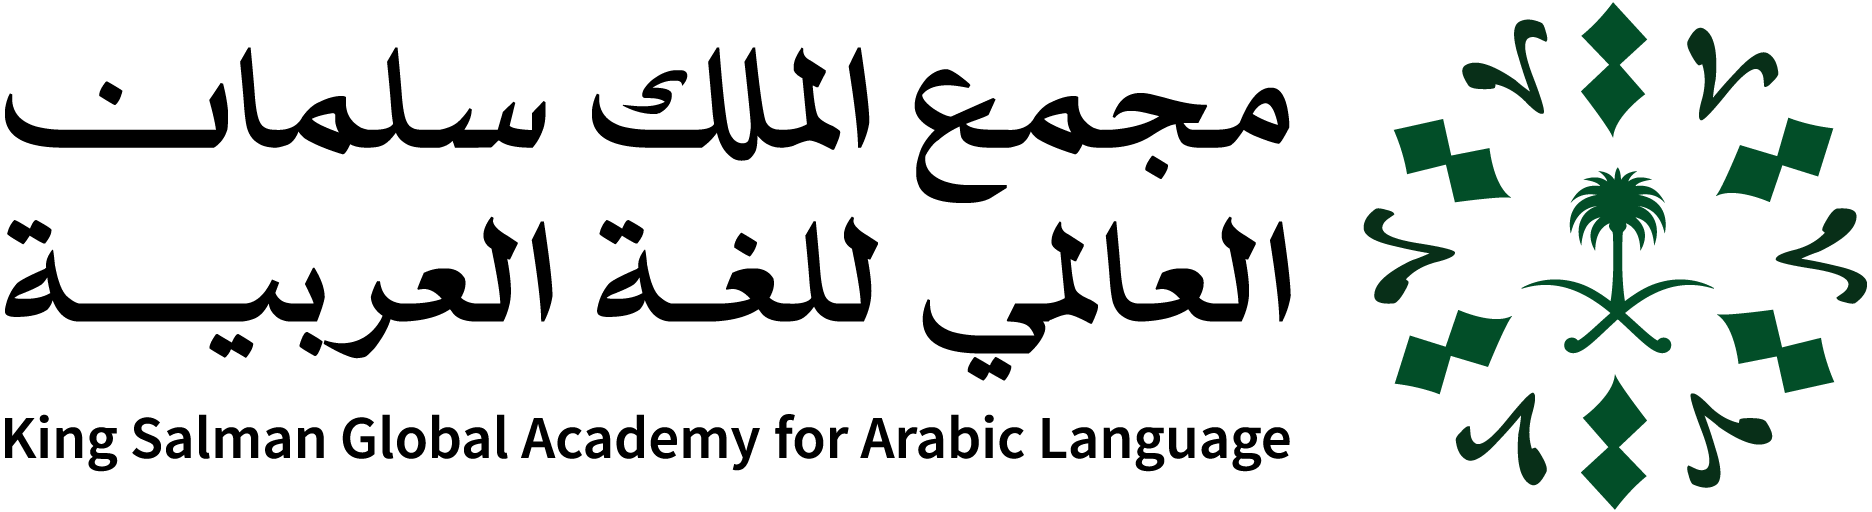 مجمع الملك سلمان
العالمي للغة العربية
King Salman Global Academy for Arabic Language